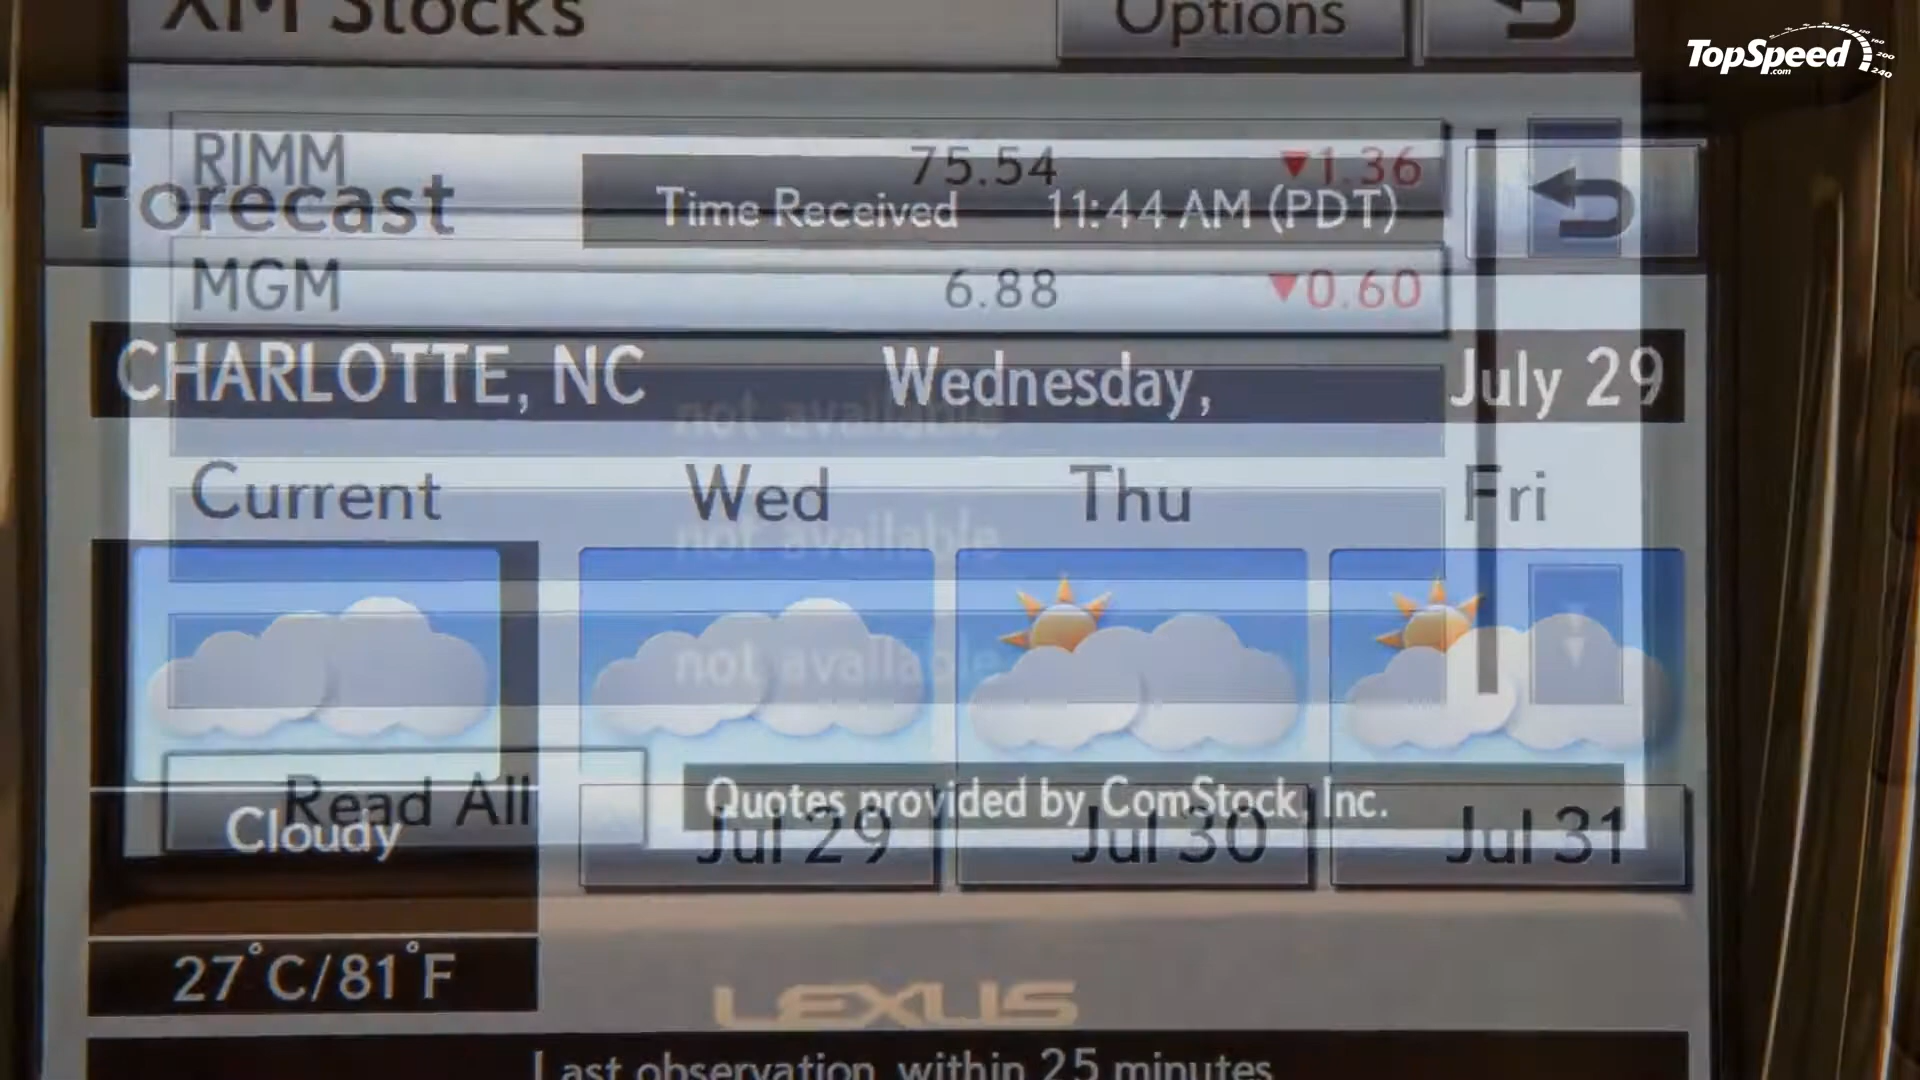 XM Stocks Options
TopSpeed
.com
RIMM 75.54 ▼1.36
Forecast Time Received 11:44 AM (PDT)
MGM 6.88 ▼0.60
CHARLOTTE, NC Wednesday, July 29
not available
Current Wed Thu Fri
not available
not available
Read All Quotes provided by ComStock, Inc.
Cloudy Jul 29 Jul 30 Jul 31
27°C/81°F
LEXUS
Last observation within 25 minutes